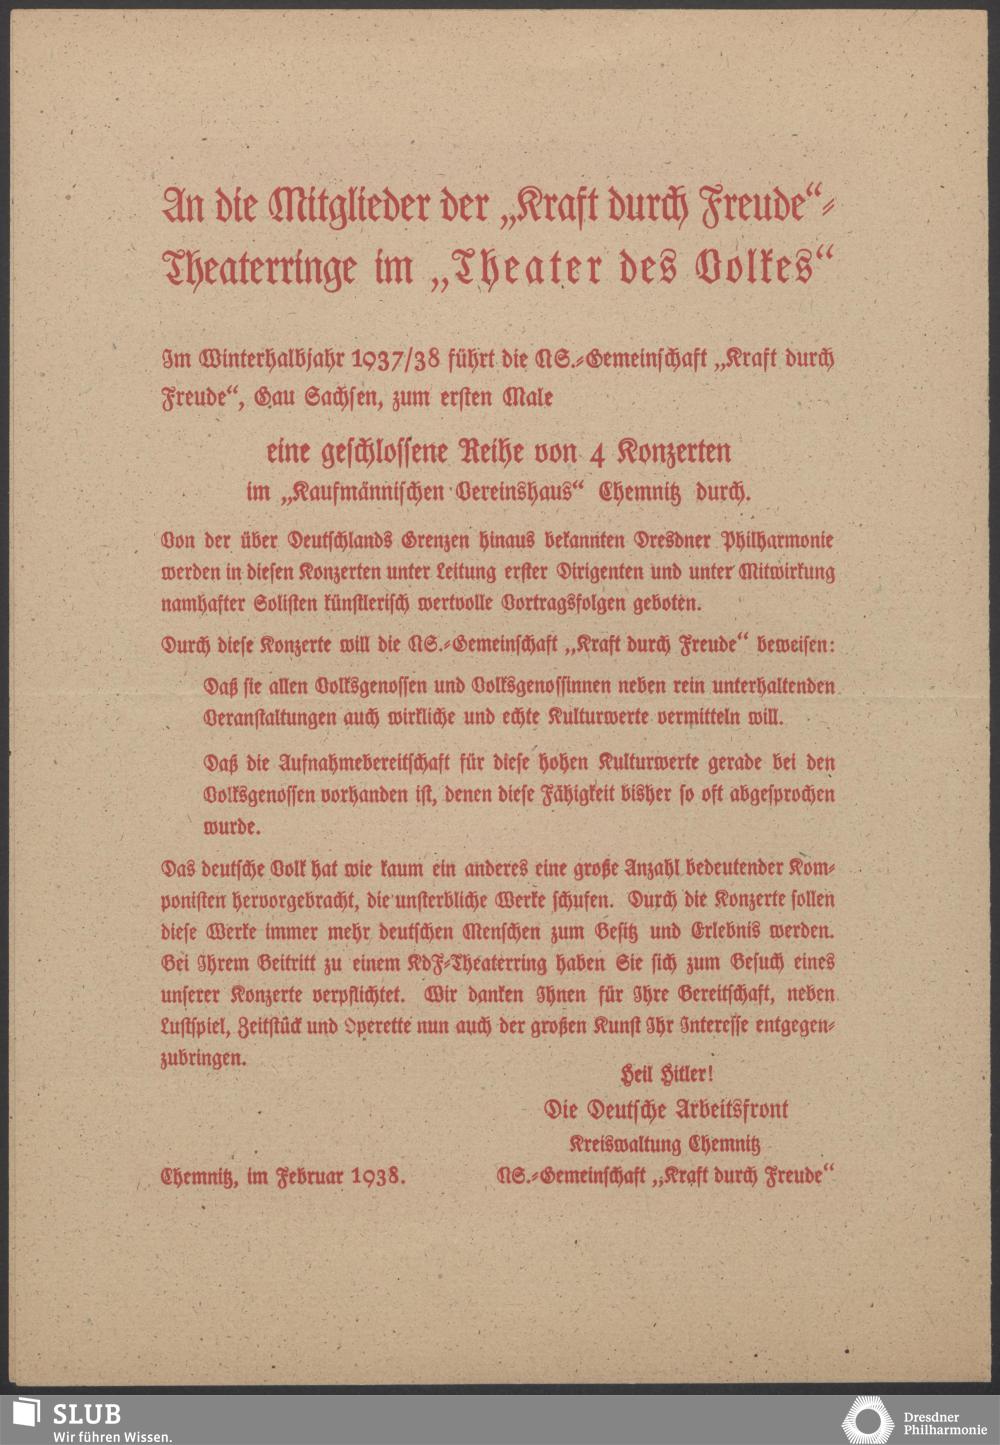 An die Mitglieder der „Kraft durch Freude“-
Theaterringe im „Theater des Volkes“
Im Winterhalbjahr 1937/38 führt die NS.-Gemeinschaft „Kraft durch
Freude“, Gau Sachsen, zum ersten Male
eine geschlossene Reihe von 4 Konzerten
im „Kaufmännischen Vereinshaus“ Chemnitz durch.
Von der über Deutschlands Grenzen hinaus bekannten Dresdner Philharmonie
werden in diesen Konzerten unter Leitung erster Dirigenten und unter Mitwirkung
namhafter Solisten künstlerisch wertvolle Vortragsfolgen geboten.
Durch diese Konzerte will die NS.-Gemeinschaft „Kraft durch Freude“ beweisen:
Daß sie allen Volksgenossen und Volksgenossinnen neben rein unterhaltenden
Veranstaltungen auch wirkliche und echte Kulturwerte vermitteln will.
Daß die Aufnahmebereitschaft für diese hohen Kulturwerte gerade bei den
Volksgenossen vorhanden ist, denen diese Fähigkeit bisher so oft abgesprochen
wurde.
Das deutsche Volk hat wie kaum ein anderes eine große Anzahl bedeutender Kom-
ponisten hervorgebracht, die unsterbliche Werke schufen. Durch die Konzerte sollen
diese Werke immer mehr deutschen Menschen zum Besitz und Erlebnis werden.
Bei Ihrem Beitritt zu einem KdF-Theaterring haben Sie sich zum Besuch eines
unserer Konzerte verpflichtet. Wir danken Ihnen für Ihre Bereitschaft, neben
Lustspiel, Zeitstück und Operette nun auch der großen Kunst Ihr Interesse entgegen-
zubringen.
Heil Hitler!
Die Deutsche Arbeitsfront
Kreiswaltung Chemnitz
Chemnitz, im Februar 1938. NS.-Gemeinschaft „Kraft durch Freude“
SLUB
Wir führen Wissen.
Dresdner
Philharmonie